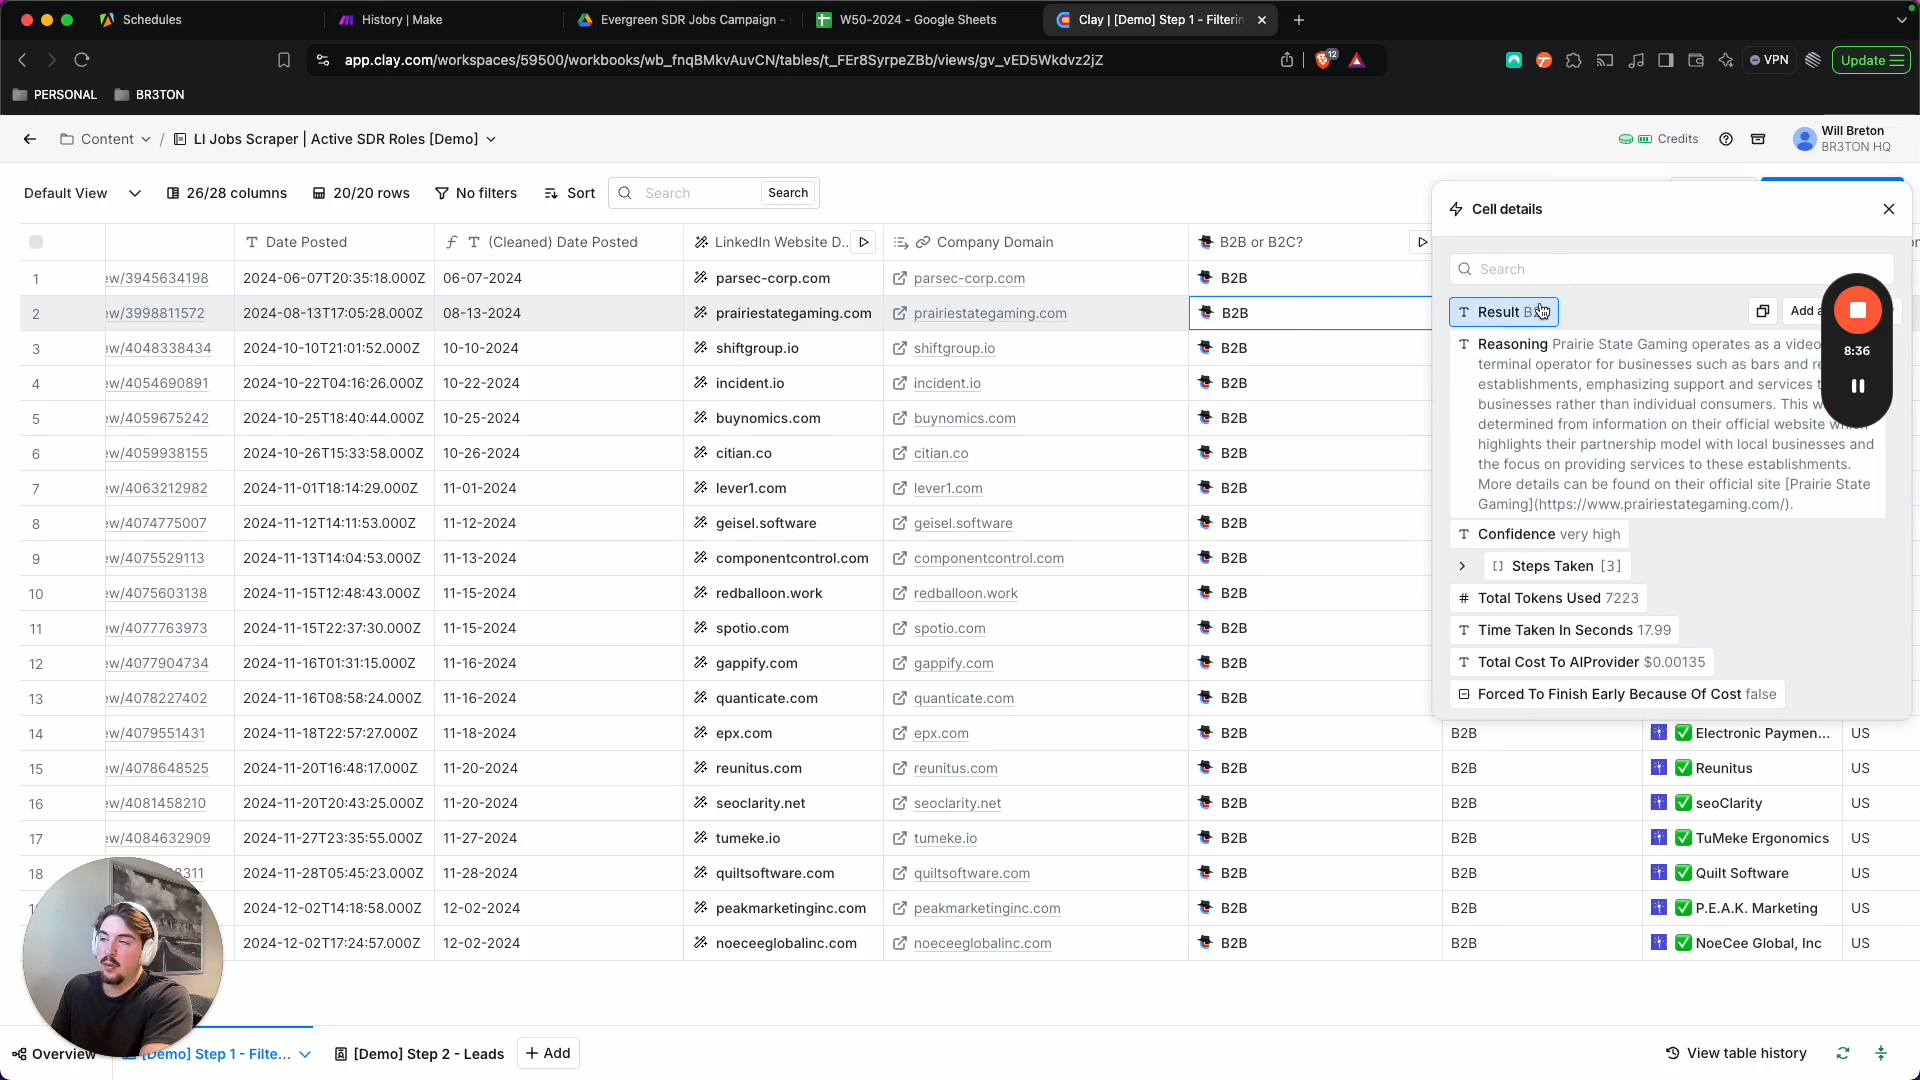 Schedules
History | Make
Evergreen SDR Jobs Campaign -
W50-2024 - Google Sheets
Clay | [Demo] Step 1 - Filterin
app.clay.com/workspaces/59500/workbooks/wb_fnqBMkvAuvCN/tables/t_FEr8SyrpeZBb/views/gv_vED5Wkdvz2jZ
12
VPN
Update
PERSONAL
BR3TON
Content
/
LI Jobs Scraper | Active SDR Roles [Demo]
Credits
Will Breton
BR3TON HQ
Default View
26/28 columns
20/20 rows
No filters
Sort
Search
Search
Date Posted
(Cleaned) Date Posted
LinkedIn Website D..
Company Domain
B2B or B2C?
1 ew/3945634198 2024-06-07T20:35:18.000Z 06-07-2024 parsec-corp.com parsec-corp.com B2B
2 ew/3998811572 2024-08-13T17:05:28.000Z 08-13-2024 prairiestategaming.com prairiestategaming.com B2B
3 ew/4048338434 2024-10-10T21:01:52.000Z 10-10-2024 shiftgroup.io shiftgroup.io B2B
4 ew/4054690891 2024-10-22T04:16:26.000Z 10-22-2024 incident.io incident.io B2B
5 ew/4059675242 2024-10-25T18:40:44.000Z 10-25-2024 buynomics.com buynomics.com B2B
6 ew/4059938155 2024-10-26T15:33:58.000Z 10-26-2024 citian.co citian.co B2B
7 ew/4063212982 2024-11-01T18:14:29.000Z 11-01-2024 lever1.com lever1.com B2B
8 ew/4074775007 2024-11-12T14:11:53.000Z 11-12-2024 geisel.software geisel.software B2B
9 ew/4075529113 2024-11-13T14:04:53.000Z 11-13-2024 componentcontrol.com componentcontrol.com B2B
10 ew/4075603138 2024-11-15T12:48:43.000Z 11-15-2024 redballoon.work redballoon.work B2B
11 ew/4077763973 2024-11-15T22:37:30.000Z 11-15-2024 spotio.com spotio.com B2B
12 ew/4077904734 2024-11-16T01:31:15.000Z 11-16-2024 gappify.com gappify.com B2B
13 ew/4078227402 2024-11-16T08:58:24.000Z 11-16-2024 quanticate.com quanticate.com B2B
14 ew/4079551431 2024-11-18T22:57:27.000Z 11-18-2024 epx.com epx.com B2B B2B Electronic Paymen... US
15 ew/4078648525 2024-11-20T16:48:17.000Z 11-20-2024 reunitus.com reunitus.com B2B B2B Reunitus US
16 ew/4081458210 2024-11-20T20:43:25.000Z 11-20-2024 seoclarity.net seoclarity.net B2B B2B seoClarity US
17 ew/4084632909 2024-11-27T23:35:55.000Z 11-27-2024 tumeke.io tumeke.io B2B B2B TuMeke Ergonomics US
18 8311 2024-11-28T05:45:23.000Z 11-28-2024 quiltsoftware.com quiltsoftware.com B2B B2B Quilt Software US
2024-12-02T14:18:58.000Z 12-02-2024 peakmarketinginc.com peakmarketinginc.com B2B B2B P.E.A.K. Marketing US
2024-12-02T17:24:57.000Z 12-02-2024 noeceeglobalinc.com noeceeglobalinc.com B2B B2B NoeCee Global, Inc US
Cell details
Search
Result
Add
8:36
Reasoning Prairie State Gaming operates as a video
terminal operator for businesses such as bars and
establishments, emphasizing support and services
businesses rather than individual consumers. This
determined from information on their official website
highlights their partnership model with local businesses and
the focus on providing services to these establishments.
More details can be found on their official site [Prairie State
Gaming](https://www.prairiestategaming.com/).
Confidence very high
Steps Taken [3]
Total Tokens Used 7223
Time Taken In Seconds 17.99
Total Cost To AIProvider $0.00135
Forced To Finish Early Because Of Cost false
Overview
[Demo] Step 1 - Filte...
[Demo] Step 2 - Leads
+ Add
View table history